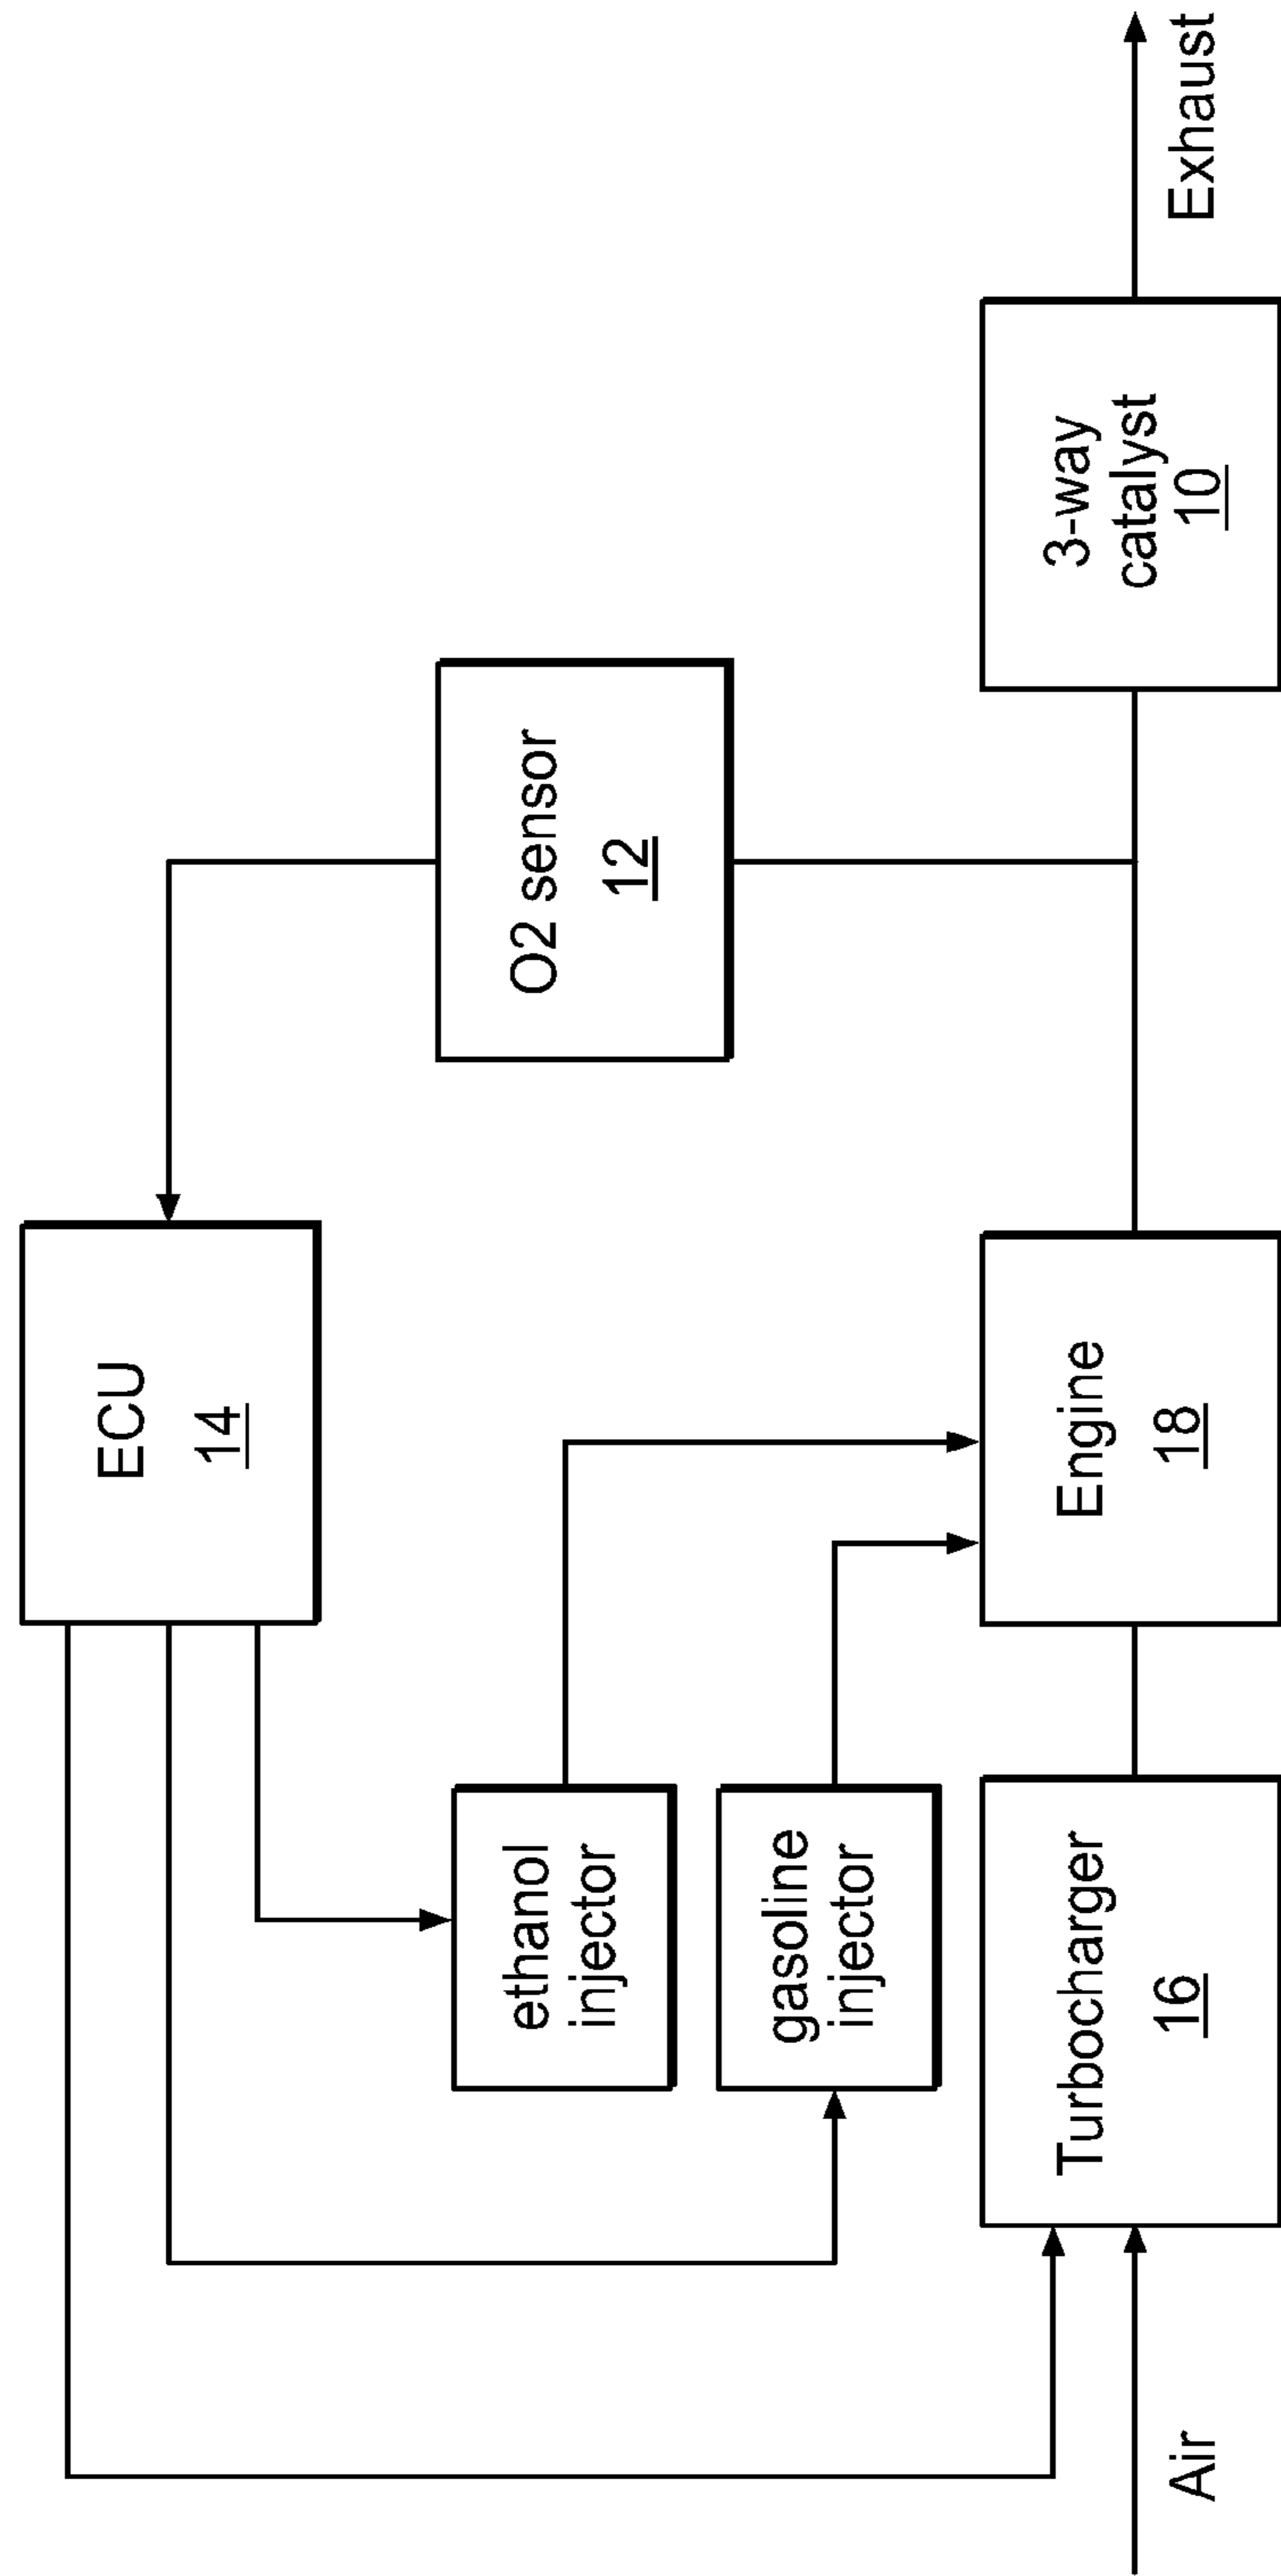 ECU
14
O2 sensor
12
ethanol
injector
gasoline
injector
Air
Turbocharger
16
Engine
18
3-way
catalyst
10
Exhaust